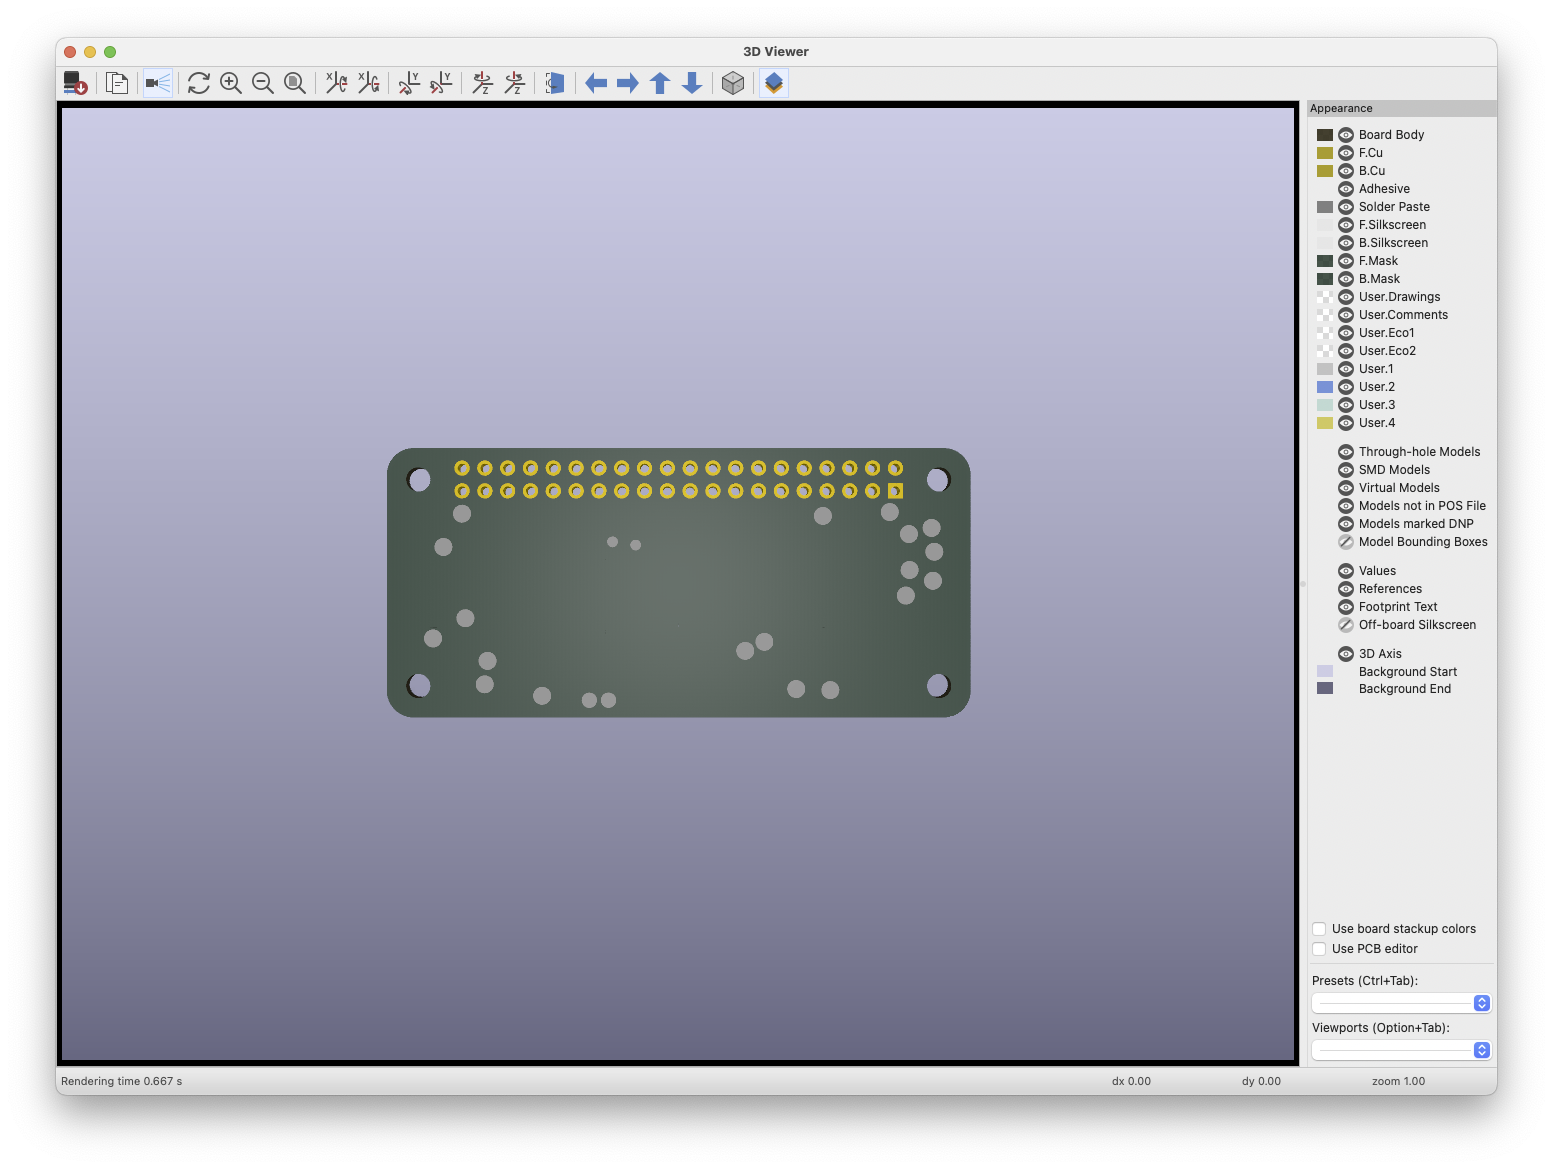 3D Viewer
Appearance
Board Body
F.Cu
B.Cu
Adhesive
Solder Paste
F.Silkscreen
B.Silkscreen
F.Mask
B.Mask
User.Drawings
User.Comments
User.Eco1
User.Eco2
User.1
User.2
User.3
User.4
Through-hole Models
SMD Models
Virtual Models
Models not in POS File
Models marked DNP
Model Bounding Boxes
Values
References
Footprint Text
Off-board Silkscreen
3D Axis
Background Start
Background End
Use board stackup colors
Use PCB editor
Presets (Ctrl+Tab):
Viewports (Option+Tab):
Rendering time 0.667 s
dx 0.00
dy 0.00
zoom 1.00